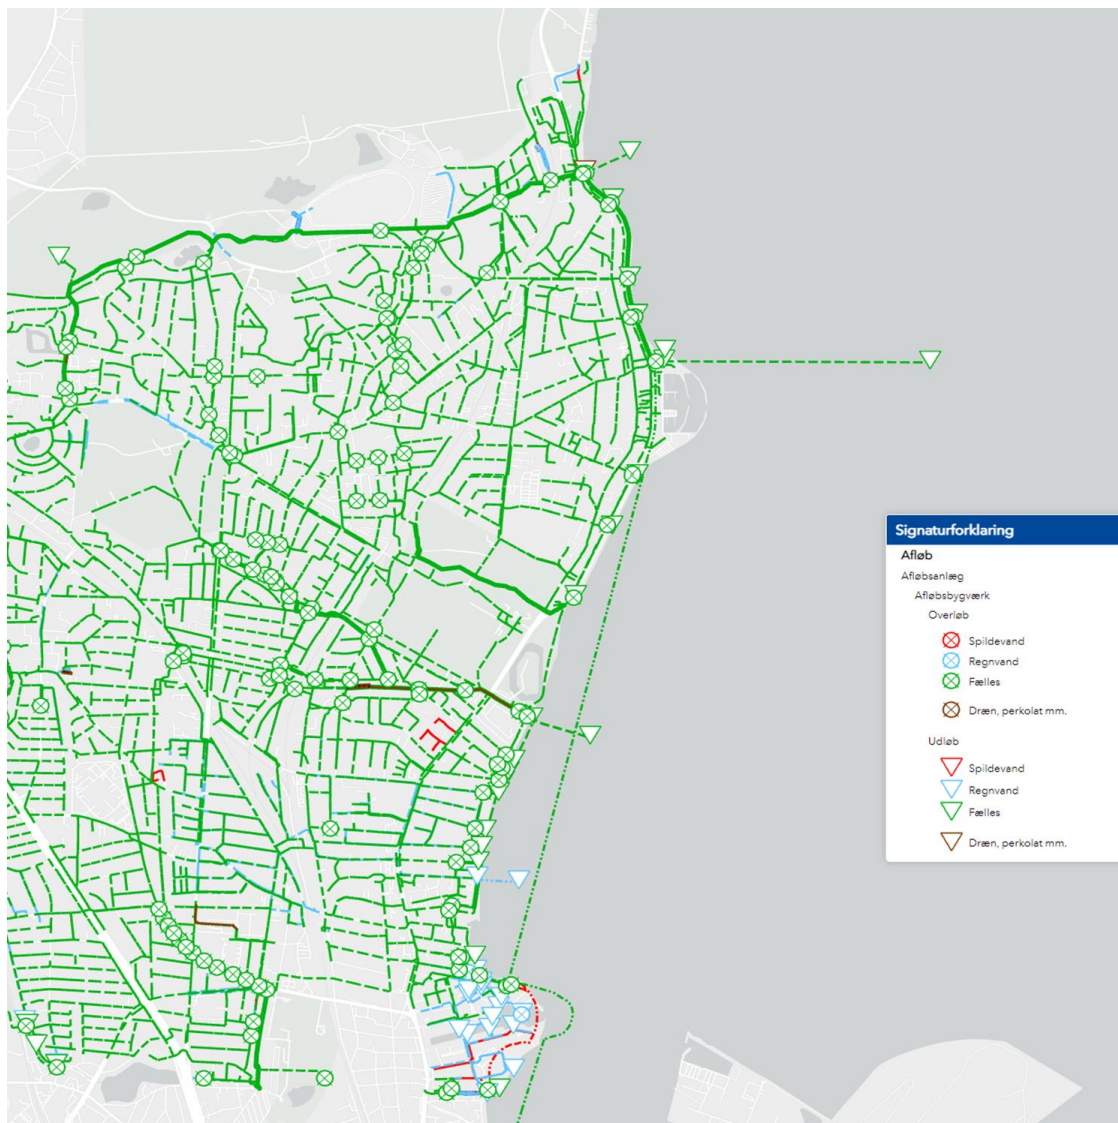 Signaturforklaring
Afløb
Afløbsanlæg
Afløbsbygværk
Overløb
Spildevand
Regnvand
Fælles
Dræn, perkolat mm.
Udløb
Spildevand
Regnvand
Fælles
Dræn, perkolat mm.